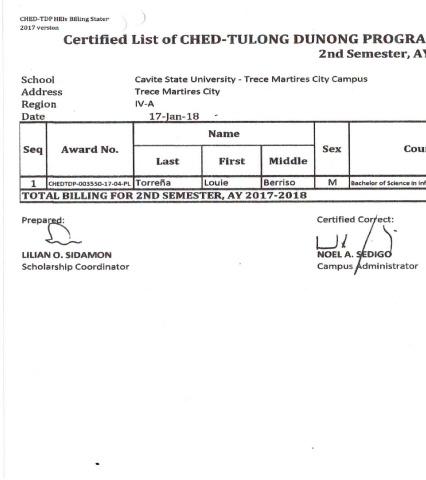 CHED-TDP HEIs Billing Stater
2017 version
Certified List of CHED-TULONG DUNONG PROGRA
2nd Semester, AY
School Cavite State University - Trece Martires City Campus
Address Trece Martires City
Region IV-A
Date 17-Jan-18
Seq Award No. Name Sex Cou
Last First Middle
1 CHEDTDP-003550-17-04-PL Torreña Louie Berriso M Bachelor of Science in Inf
TOTAL BILLING FOR 2ND SEMESTER, AY 2017-2018
Prepared: Certified Correct:
LILIAN O. SIDAMON NOEL A. SEDIGO
Scholarship Coordinator Campus Administrator